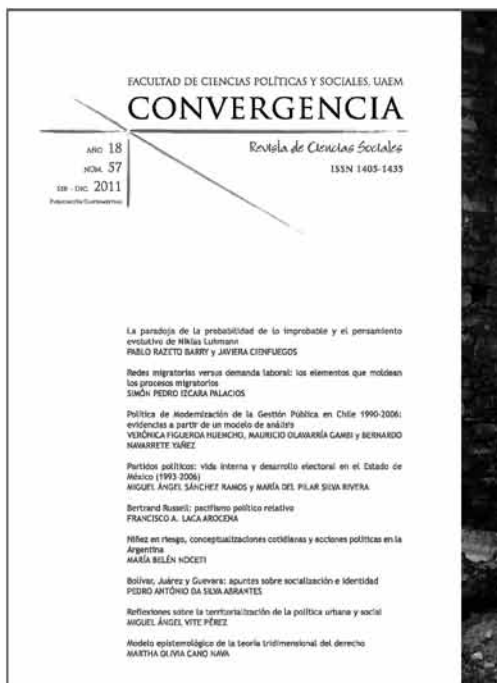 FACULTAD DE CIENCIAS POLÍTICAS Y SOCIALES, UAEM
CONVERGENCIA
Revista de Ciencias Sociales
ISSN 1405-1435
AÑO 18
NÚM. 57
SEP - DIC 2011
Publicación Cuatrimestral
La paradoja de la probabilidad de lo improbable y el pensamiento
evolutivo de Niklas Luhmann
PABLO RAZETO BARRY y JAVIERA CIENFUEGOS
Redes migratorias versus demanda laboral: los elementos que moldean
los procesos migratorios
SIMÓN PEDRO IZCARA PALACIOS
Política de Modernización de la Gestión Pública en Chile 1990-2006:
evidencias a partir de un modelo de análisis
VERÓNICA FIGUEROA HUENCHO, MAURICIO OLAVARRÍA GAMBI y BERNARDO
NAVARRETE YAÑEZ
Partidos políticos: vida interna y desarrollo electoral en el Estado de
México (1993-2006)
MIGUEL ÁNGEL SÁNCHEZ RAMOS y MARÍA DEL PILAR SILVA RIVERA
Bertrand Russell: pacifismo político relativo
FRANCISCO A. LACA AROCENA
Niñez en riesgo, conceptualizaciones cotidianas y acciones políticas en la
Argentina
MARÍA BELÉN NOCETI
Bolívar, Juárez y Guevara: apuntes sobre socialización e identidad
PEDRO ANTÓNIO DA SILVA ABRANTES
Reflexiones sobre la territorialización de la política urbana y social
MIGUEL ÁNGEL VITE PÉREZ
Modelo epistemológico de la teoría tridimensional del derecho
MARTHA OLIVIA CANO NAVA